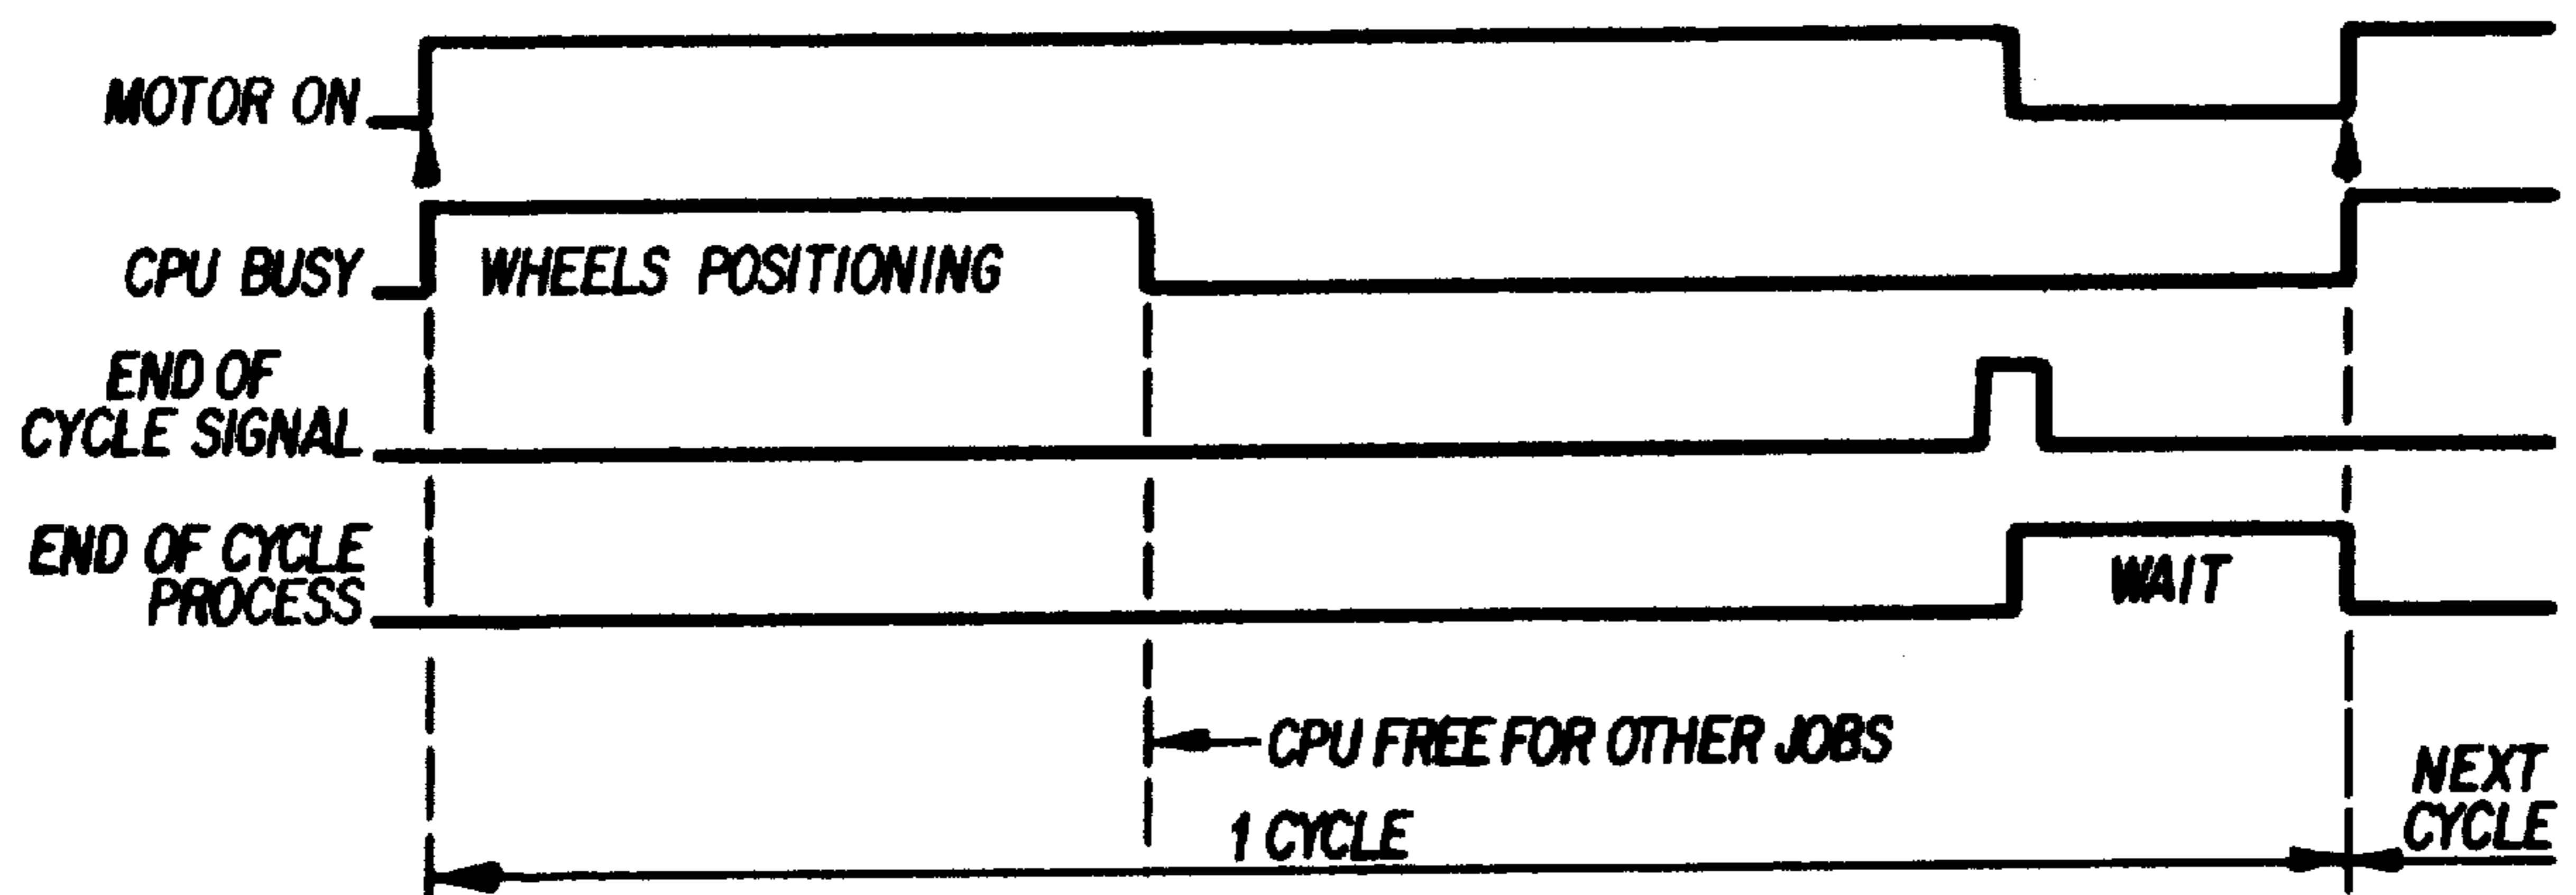 MOTOR ON
CPU BUSY
WHEELS POSITIONING
END OF
CYCLE SIGNAL
END OF CYCLE
PROCESS
WAIT
CPU FREE FOR OTHER JOBS
1 CYCLE
NEXT
CYCLE